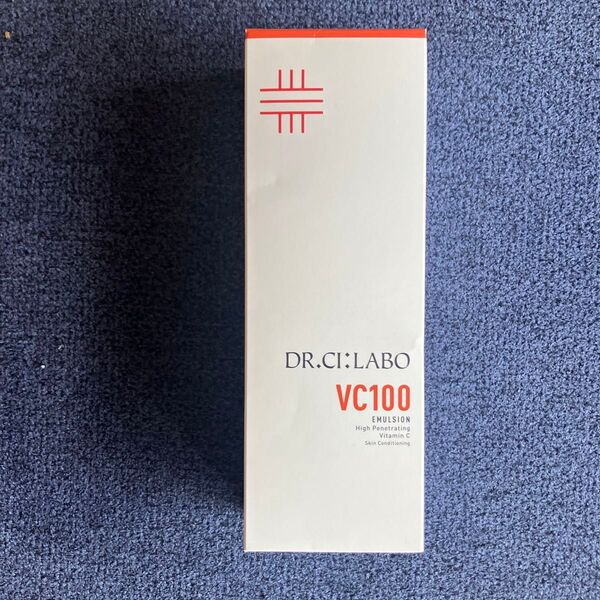 DR.CI:LABO
VC100
EMULSION
High Penetrating
Vitamin C
Skin Conditioning